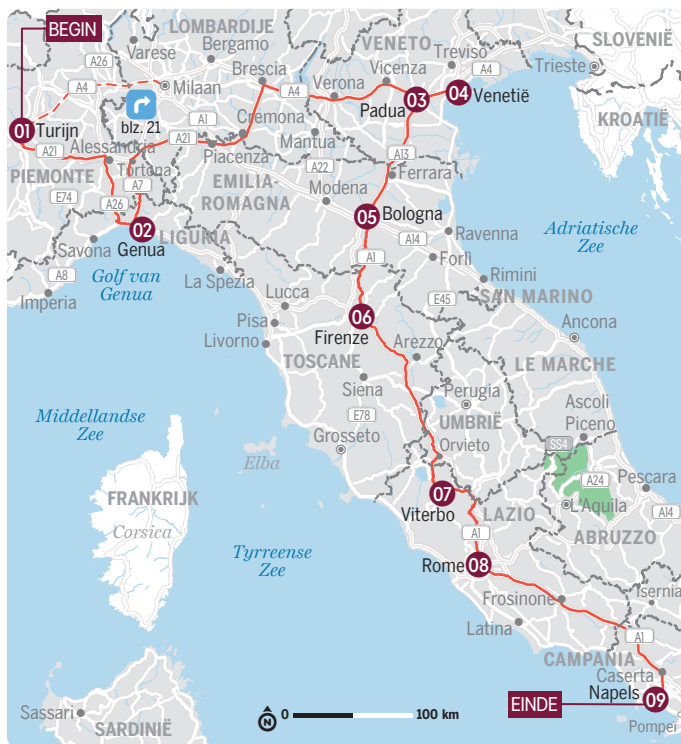 BEGIN
LOMBARDIJE
Varese
Bergamo
A26
A4
Milaan
Brescia
VENETO
Treviso
A4
Trieste
SLOVENIË
KROATIË
Verona
Vicenza
A4
Padua
03
04
Venetië
01
Turijn
blz. 21
A1
Cremona
A21
Alessandria
A21
Piacenza
Mantua
A13
PIEMONTE
Tortona
A7
A22
Ferrara
E74
A26
EMILIA-
ROMAGNA
Modena
05
Bologna
02
Genua
LIGURIA
Savona
A8
Golf van
Genua
Imperia
La Spezia
A14
Ravenna
Forlì
A1
Rimini
Adriatische
Zee
SAN MARINO
E45
Lucca
Pisa
Livorno
06
Firenze
Arezzo
Ancona
TOSCANE
LE MARCHE
Siena
Perugia
E78
UMBRIË
Ascoli
Piceno
Grosseto
Orvieto
SS4
Middellandse
Zee
Elba
A24
Pescara
07
Viterbo
LAZIO
L'Aquila
A14
FRANKRIJK
Corsica
A1
ABRUZZO
Tyrreense
Zee
Rome
08
Frosinone
Isernia
Latina
A1
CAMPANIA
Caserta
Napels
09
EINDE
Pompei
Sassari
SARDINIË
N
0
100 km